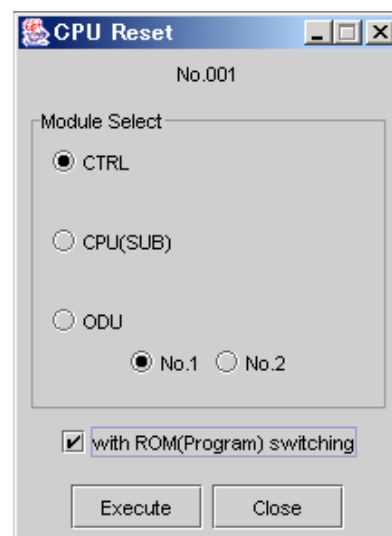 CPU Reset
No.001
Module Select
CTRL
CPU(SUB)
ODU
No.1 No.2
with ROM(Program) switching
Execute Close